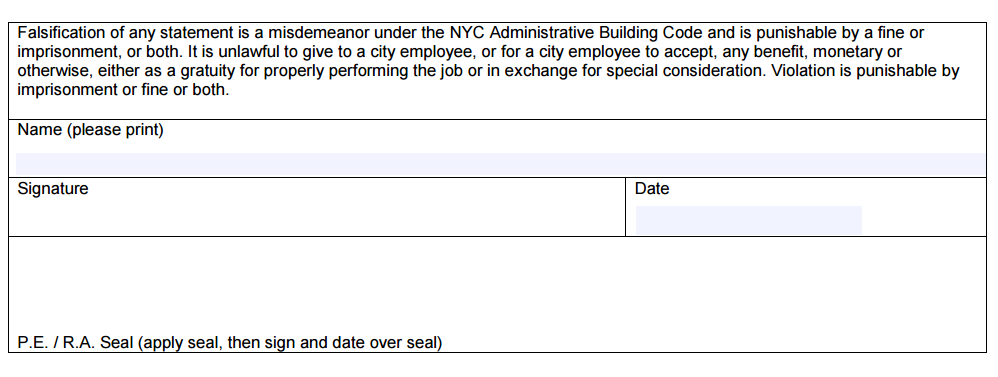 Falsification of any statement is a misdemeanor under the NYC Administrative Building Code and is punishable by a fine or
imprisonment, or both. It is unlawful to give to a city employee, or for a city employee to accept, any benefit, monetary or
otherwise, either as a gratuity for properly performing the job or in exchange for special consideration. Violation is punishable by
imprisonment or fine or both.
Name (please print)
Signature
Date
P.E. / R.A. Seal (apply seal, then sign and date over seal)